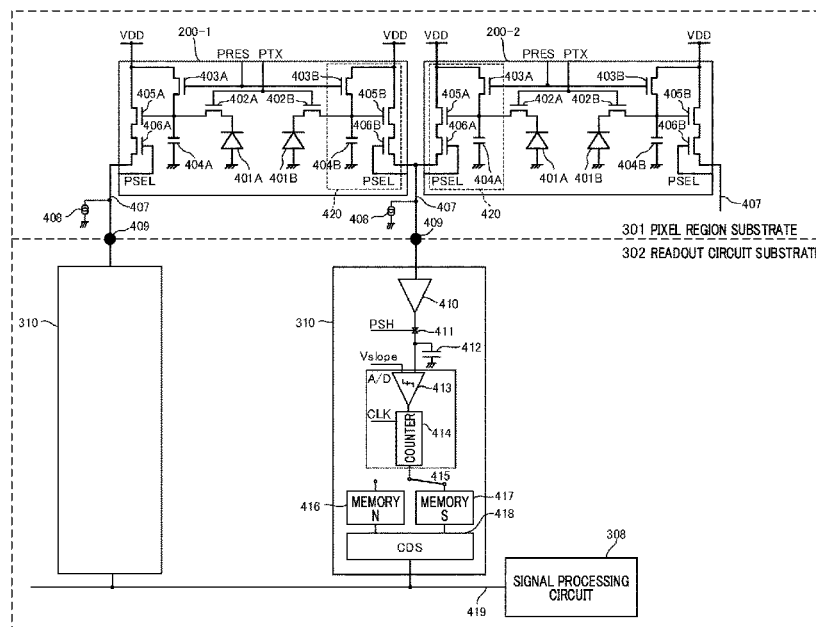 200-1
200-2
VDD
PRES PTX
VDD
VDD
PRES PTX
VDD
403A
403B
403A
403B
405A
402A
402B
405B
405A
402A
402B
405B
406A
406B
406A
406B
404A
401A
401B
404B
404A
401A
401B
404B
PSEL
PSEL
PSEL
PSEL
420
420
408
407
408
407
407
409
409
301 PIXEL REGION SUBSTRATE
302 READOUT CIRCUIT SUBSTRATE
310
310
410
PSH
411
412
Vslope
A/D
413
CLK
COUNTER
414
415
416
MEMORY
N
MEMORY
S
417
418
CDS
308
SIGNAL PROCESSING
CIRCUIT
419